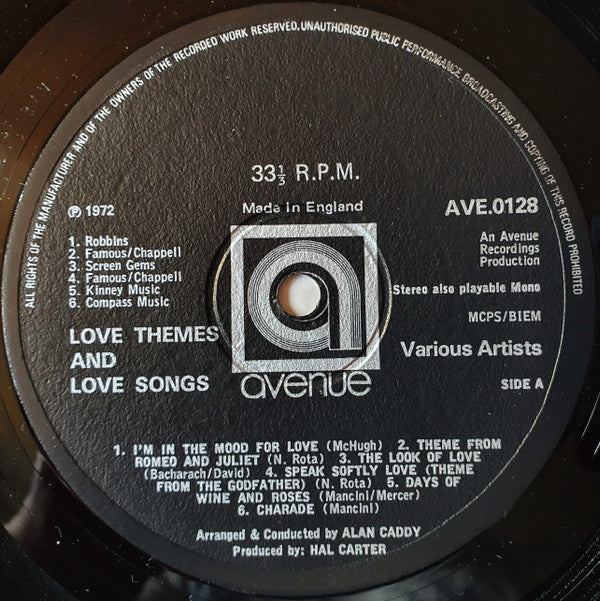 ALL RIGHTS OF THE MANUFACTURER AND OF THE OWNERS OF THE RECORDED WORK RESERVED. UNAUTHORISED PUBLIC PERFORMANCE BROADCASTING AND COPYING OF THIS RECORD PROHIBITED
33⅓ R.P.M.
Made In England
℗ 1972
AVE.0128
1. Robbins
2. Famous/Chappell
3. Screen Gems
4. Famous/Chappell
5. Kinney Music
6. Compass Music
An Avenue
Recordings
Production
Stereo also playable Mono
MCPS/BIEM
LOVE THEMES
AND
LOVE SONGS
a
avenue
Various Artists
SIDE A
1. I'M IN THE MOOD FOR LOVE (McHugh) 2. THEME FROM
ROMEO AND JULIET (N. Rota) 3. THE LOOK OF LOVE
(Bacharach/David) 4. SPEAK SOFTLY LOVE (THEME
FROM THE GODFATHER) (N. Rota) 5. DAYS OF
WINE AND ROSES (Mancini/Mercer)
6. CHARADE (Mancini)
Arranged & Conducted by ALAN CADDY
Produced by: HAL CARTER